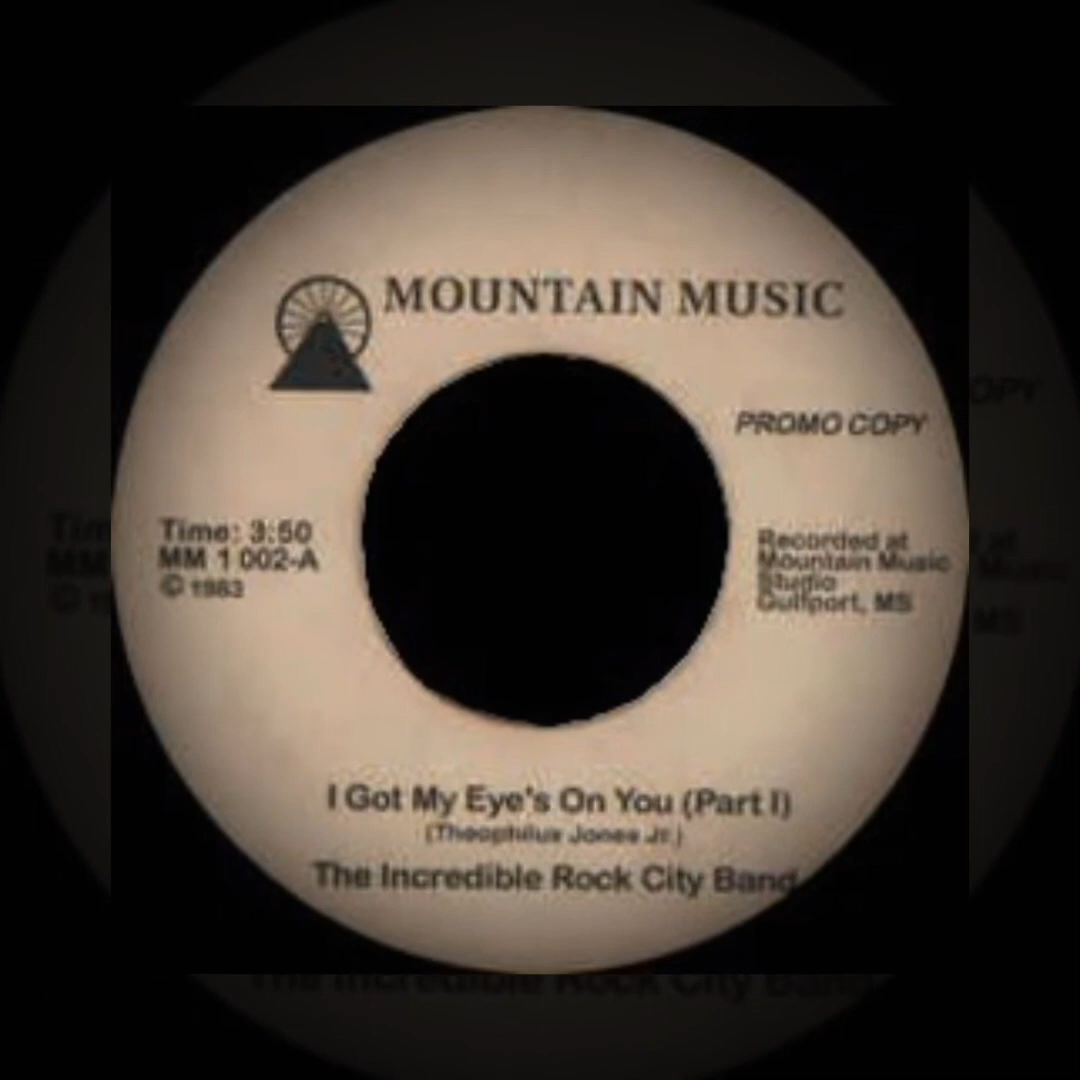 MOUNTAIN MUSIC
PROMO COPY
Time: 3:50
MM 1 002-A
© 1983
Recorded at
Mountain Music
Studio
Gulfport, MS
I Got My Eye's On You (Part I)
(Theophilus Jones Jr.)
The Incredible Rock City Band